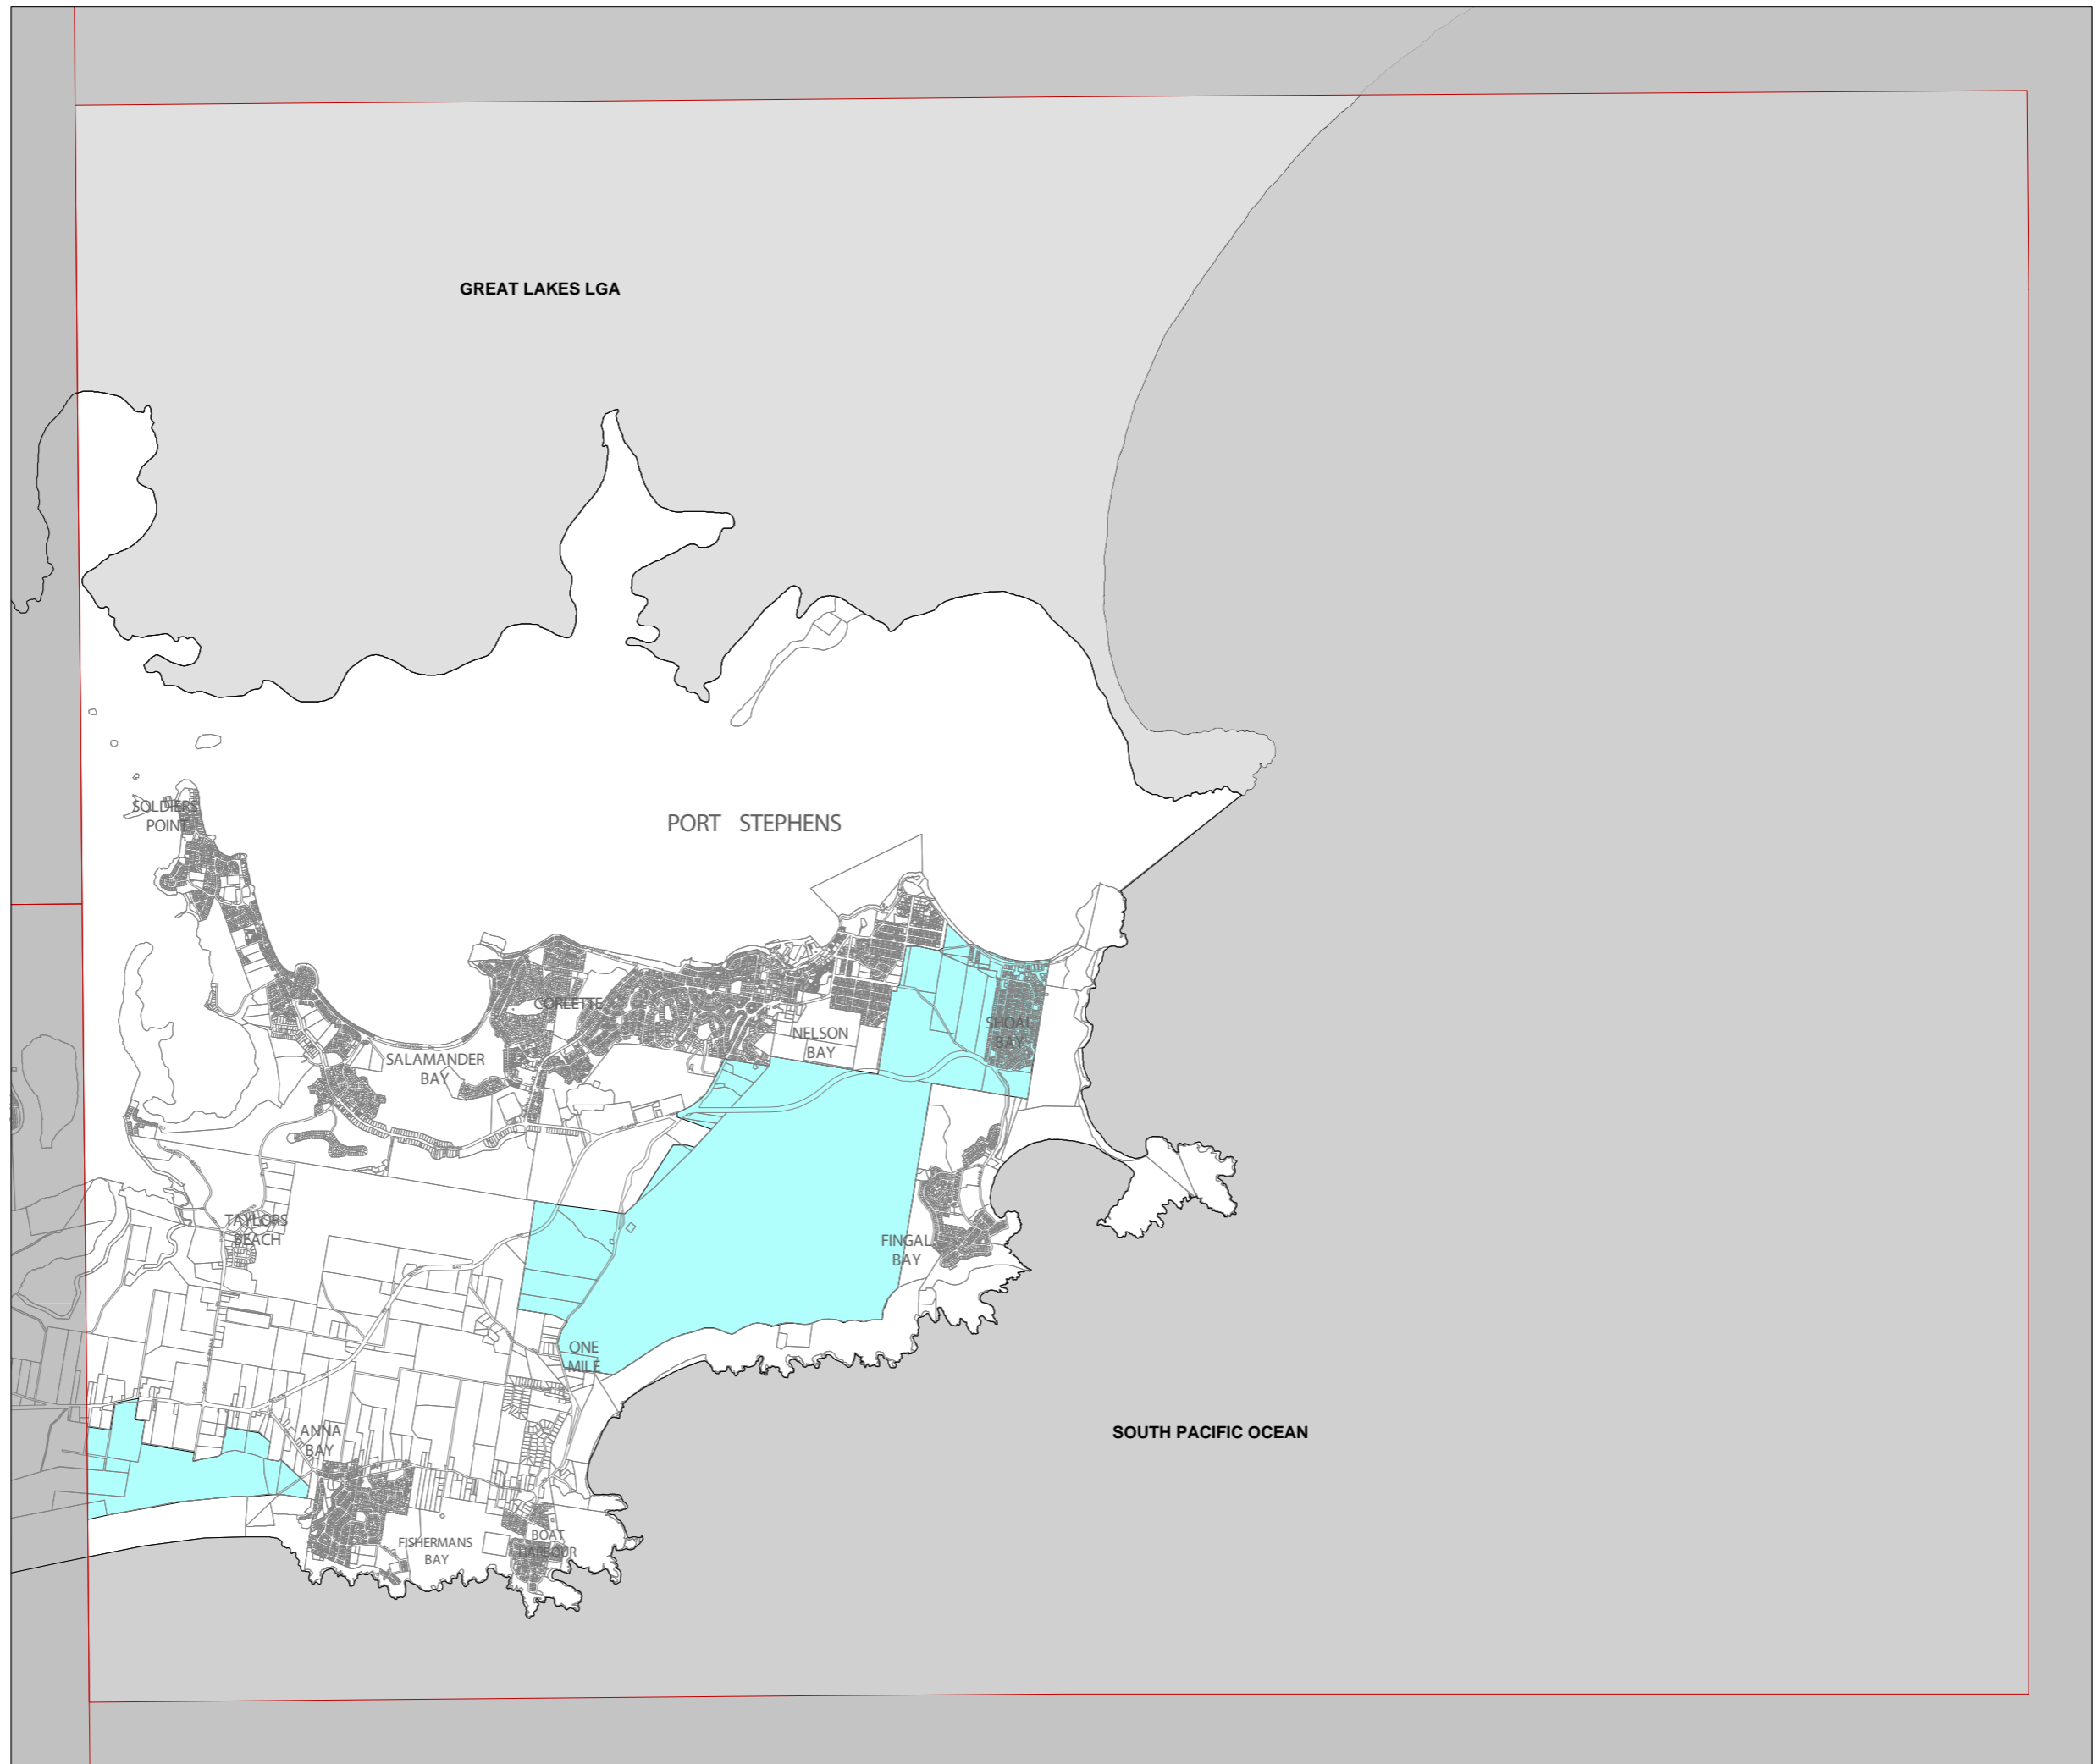 GREAT LAKES LGA
SOLDIERS
POINT
PORT STEPHENS
CORLETTE
SHOAL
BAY
NELSON
BAY
SALAMANDER
BAY
TAYLORS
BEACH
FINGAL
BAY
ONE
MILE
ANNA
BAY
SOUTH PACIFIC OCEAN
FISHERMANS
BAY
BOAT
HARBOUR